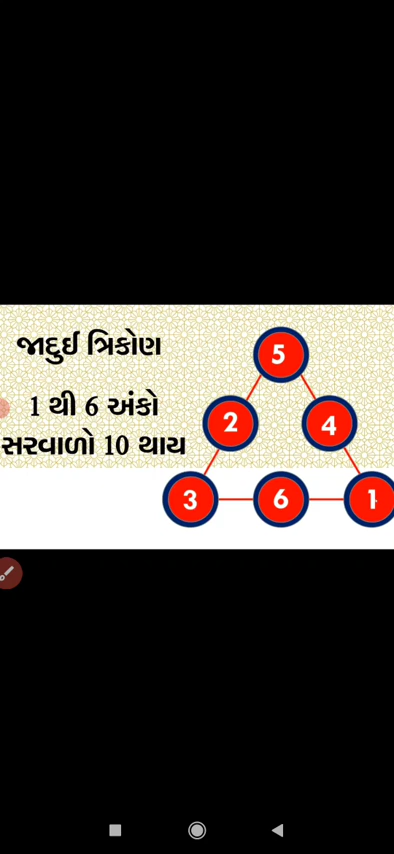 જાદુઈ ત્રિકોણ
1 થી 6 અંકો
સરવાળો 10 થાય
5
2 4
3 6 1